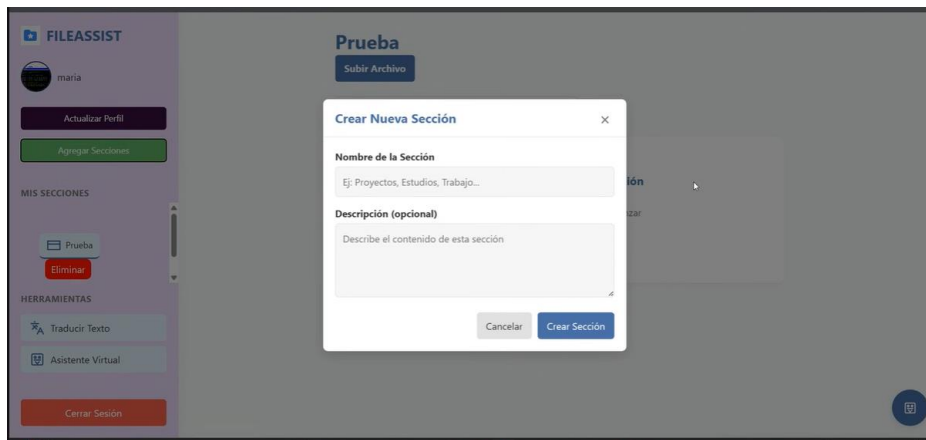 FILEASSIST
maria
Actualizar Perfil
Agregar Secciones
MIS SECCIONES
Prueba
Eliminar
HERRAMIENTAS
Traducir Texto
Asistente Virtual
Cerrar Sesión
Prueba
Subir Archivo
Crear Nueva Sección
×
Nombre de la Sección
Ej: Proyectos, Estudios, Trabajo...
Descripción (opcional)
Describe el contenido de esta sección
Cancelar
Crear Sección
ión
zar